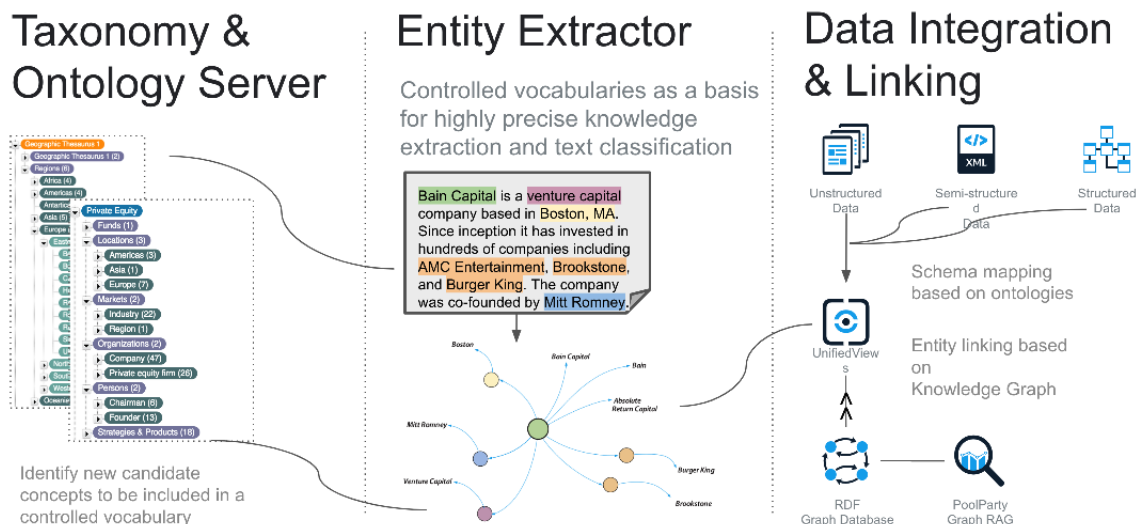 Taxonomy &
Ontology Server
Geographic Thesaurus 1
Geographic Thesaurus 1 (2)
Regions (6)
Africa (4)
Americas (4)
Asia (5)
Europe
Private Equity
Funds (1)
Locations (3)
Americas (3)
Asia (1)
Europe (7)
Markets (2)
Industry (22)
Region (1)
Organizations (2)
Company (47)
Private equity firm (26)
Persons (2)
Chairman (6)
Founder (13)
Strategies & Products (18)
Identify new candidate
concepts to be included in a
controlled vocabulary
Entity Extractor
Controlled vocabularies as a basis
for highly precise knowledge
extraction and text classification
Bain Capital is a venture capital
company based in Boston, MA.
Since inception it has invested in
hundreds of companies including
AMC Entertainment, Brookstone,
and Burger King. The company
was co-founded by Mitt Romney.
Boston
Bain Capital
Bain
Absolute
Return Capital
Mitt Romney
Burger King
Venture Capital
Brookstone
Data Integration
& Linking
XML
Unstructured
Data
Semi-structure
d
Data
Structured
Data
Schema mapping
based on ontologies
UnifiedView
s
Entity linking based
on
Knowledge Graph
RDF
Graph Database
PoolParty
Graph RAG